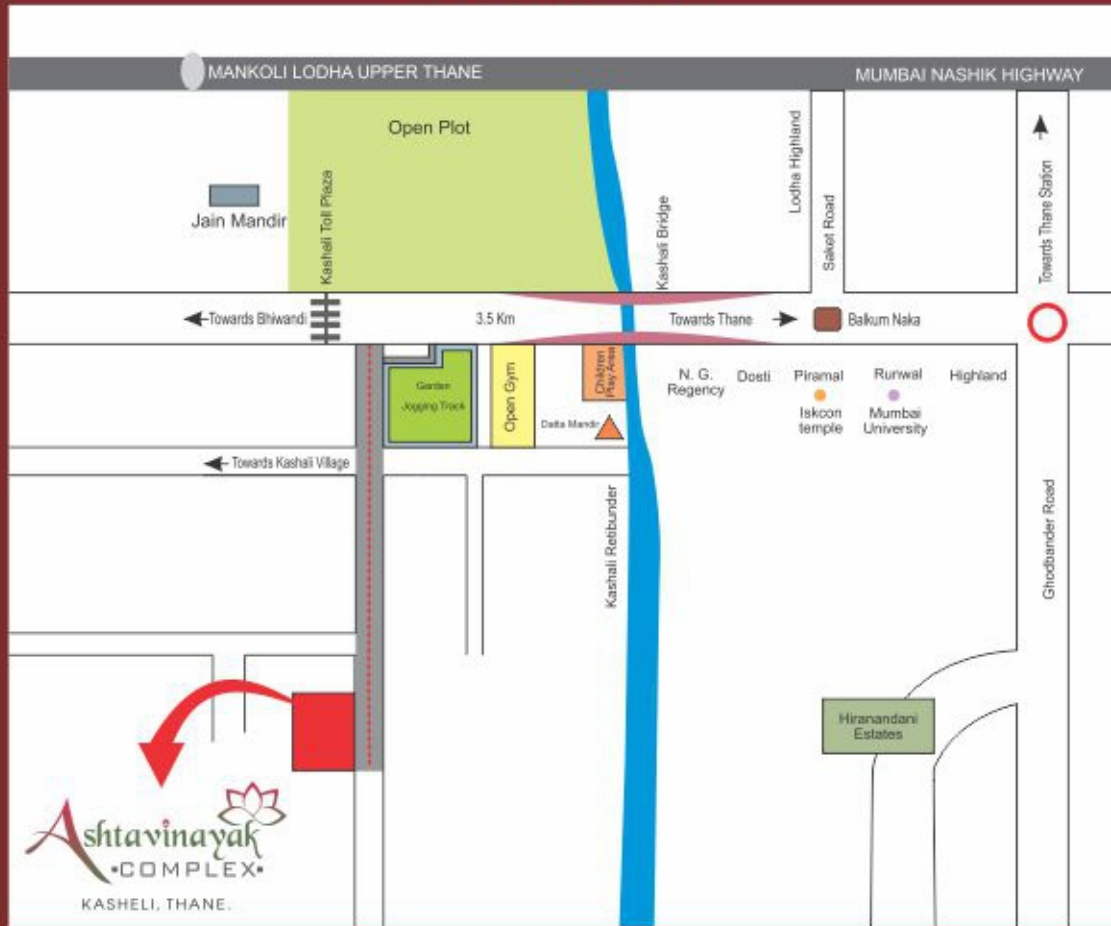 MANKOLI LODHA UPPER THANE
MUMBAI NASHIK HIGHWAY
Open Plot
Jain Mandir
Kashali Toll Plaza
Kashali Bridge
Lodha Highland
Saket Road
Towards Thane Station
Towards Bhiwandi
3.5 Km
Towards Thane
Balkum Naka
Garden
Jogging Track
Open Gym
Children
Play Area
Datta Mandir
N. G.
Regency
Dosti
Piramal
Runwal
Highland
Iskcon
temple
Mumbai
University
Towards Kashali Village
Kashali Retibunder
Ghodbander Road
Hiranandani
Estates
Ashtavinayak
•COMPLEX•
KASHELI, THANE.